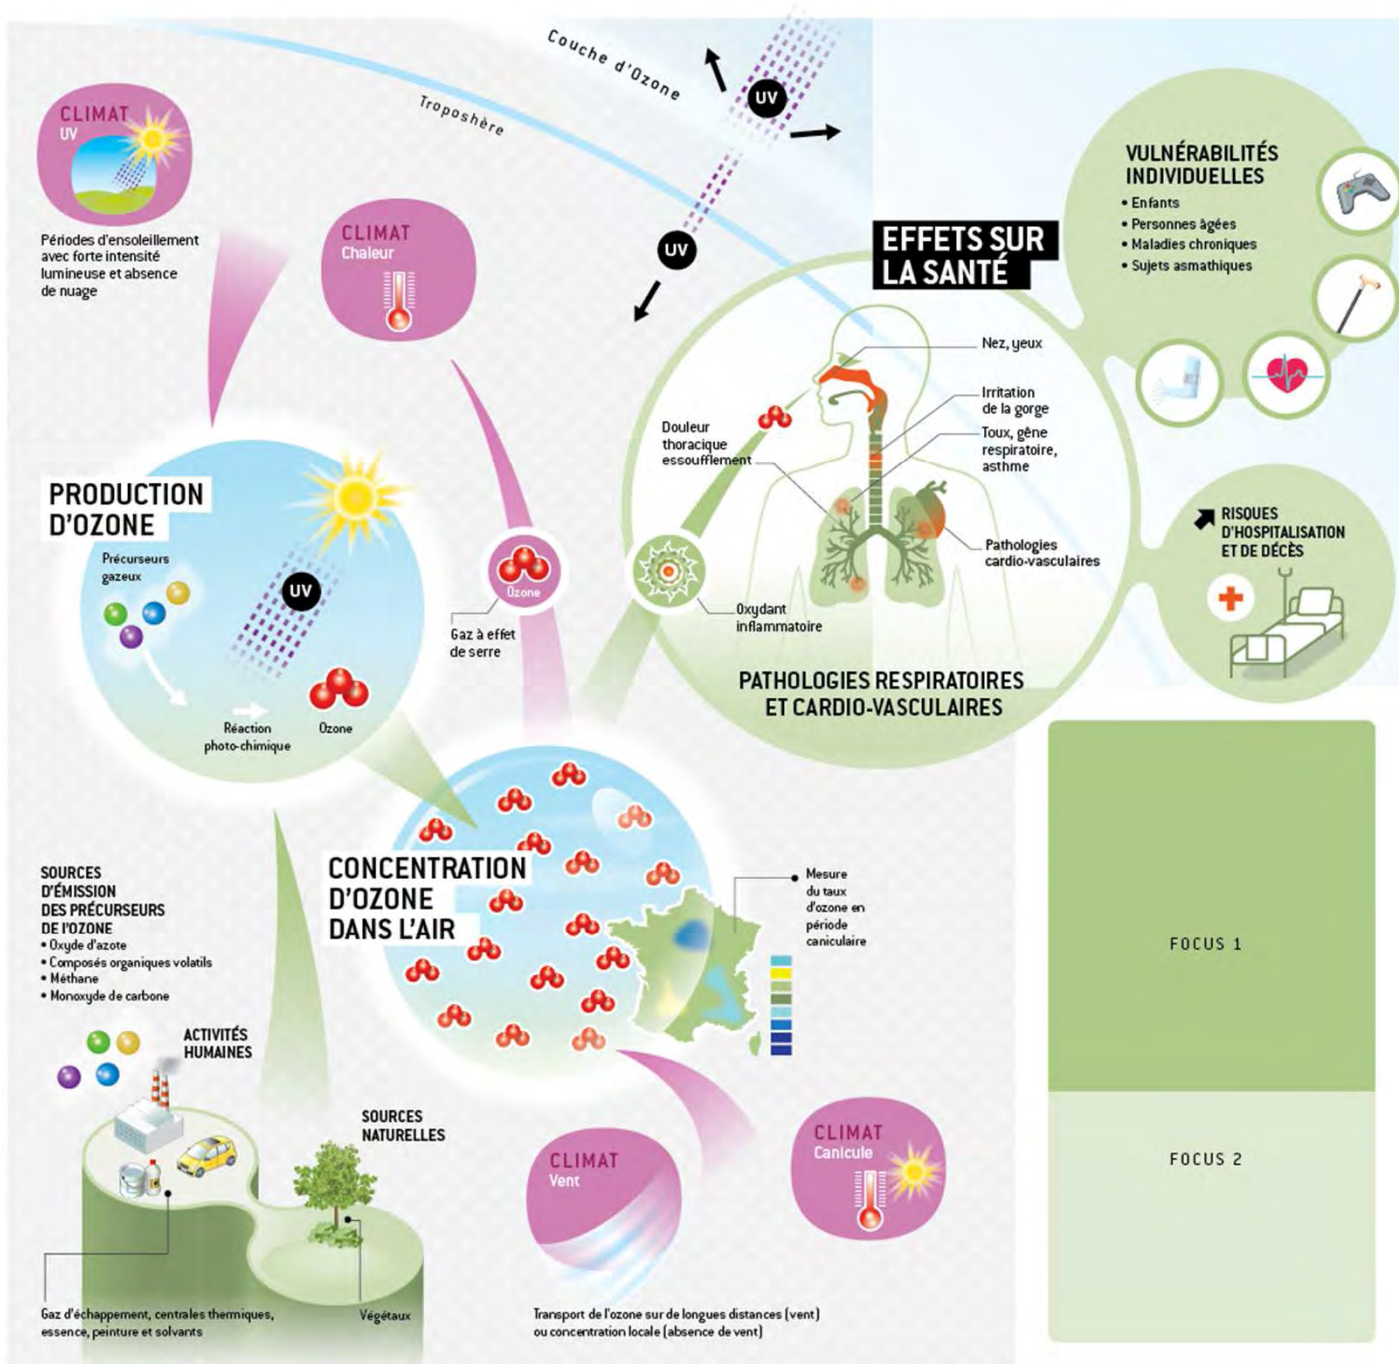 Couche d'Ozone
Troposhère
UV
UV
CLIMAT
UV
Périodes d'ensoleillement
avec forte intensité
lumineuse et absence
de nuage
CLIMAT
Chaleur
EFFETS SUR
LA SANTÉ
VULNÉRABILITÉS
INDIVIDUELLES
• Enfants
• Personnes âgées
• Maladies chroniques
• Sujets asmathiques
Nez, yeux
Irritation
de la gorge
Toux, gêne
respiratoire,
asthme
Douleur
thoracique
essoufflement
Pathologies
cardio-vasculaires
Oxydant
inflammatoire
PATHOLOGIES RESPIRATOIRES
ET CARDIO-VASCULAIRES
RISQUES
D'HOSPITALISATION
ET DE DÉCÈS
PRODUCTION
D'OZONE
Précurseurs
gazeux
UV
Réaction
photo-chimique
Ozone
Ozone
Gaz à effet
de serre
CONCENTRATION
D'OZONE
DANS L'AIR
Mesure
du taux
d'ozone en
période
caniculaire
SOURCES
D'ÉMISSION
DES PRÉCURSEURS
DE l'OZONE
• Oxyde d'azote
• Composés organiques volatils
• Méthane
• Monoxyde de carbone
ACTIVITÉS
HUMAINES
SOURCES
NATURELLES
Gaz d'échappement, centrales thermiques,
essence, peinture et solvants
Végétaux
CLIMAT
Vent
CLIMAT
Canicule
Transport de l'ozone sur de longues distances (vent)
ou concentration locale (absence de vent)
FOCUS 1
FOCUS 2